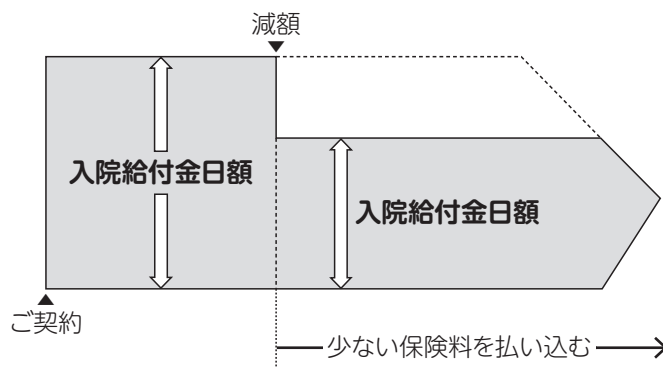 減額
入院給付金日額
入院給付金日額
ご契約
少ない保険料を払い込む